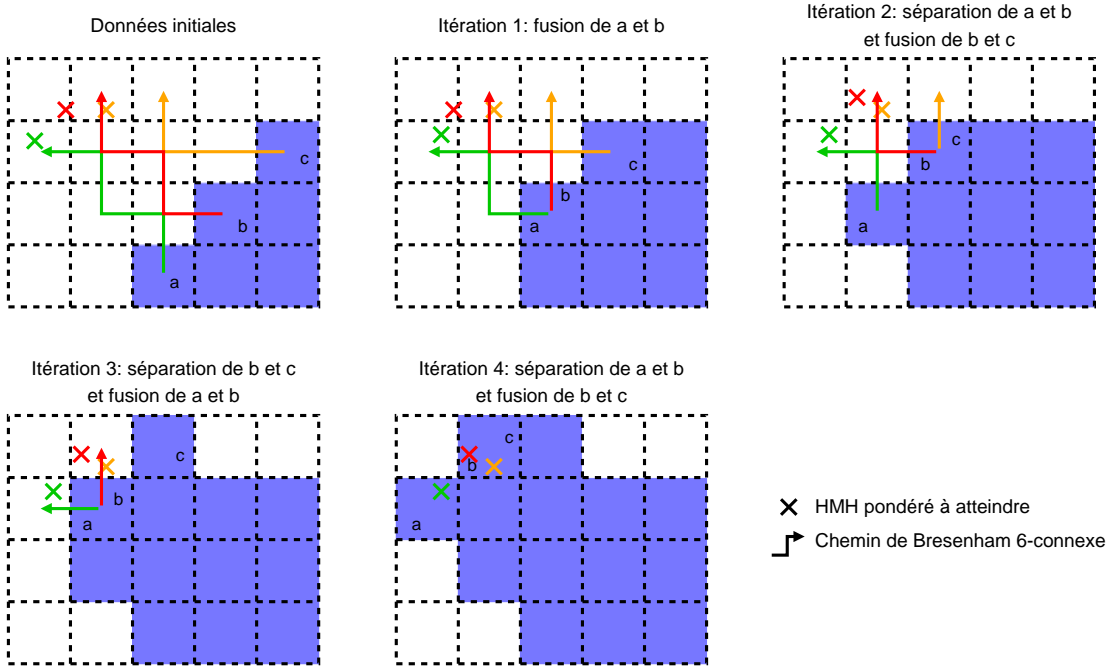 Données initiales
Itération 1: fusion de a et b
Itération 2: séparation de a et b
et fusion de b et c
c
b
a
c
b
a
c
b
a
Itération 3: séparation de b et c
et fusion de a et b
Itération 4: séparation de a et b
et fusion de b et c
c
b
a
c
b
a
HMH pondéré à atteindre
Chemin de Bresenham 6-connexe